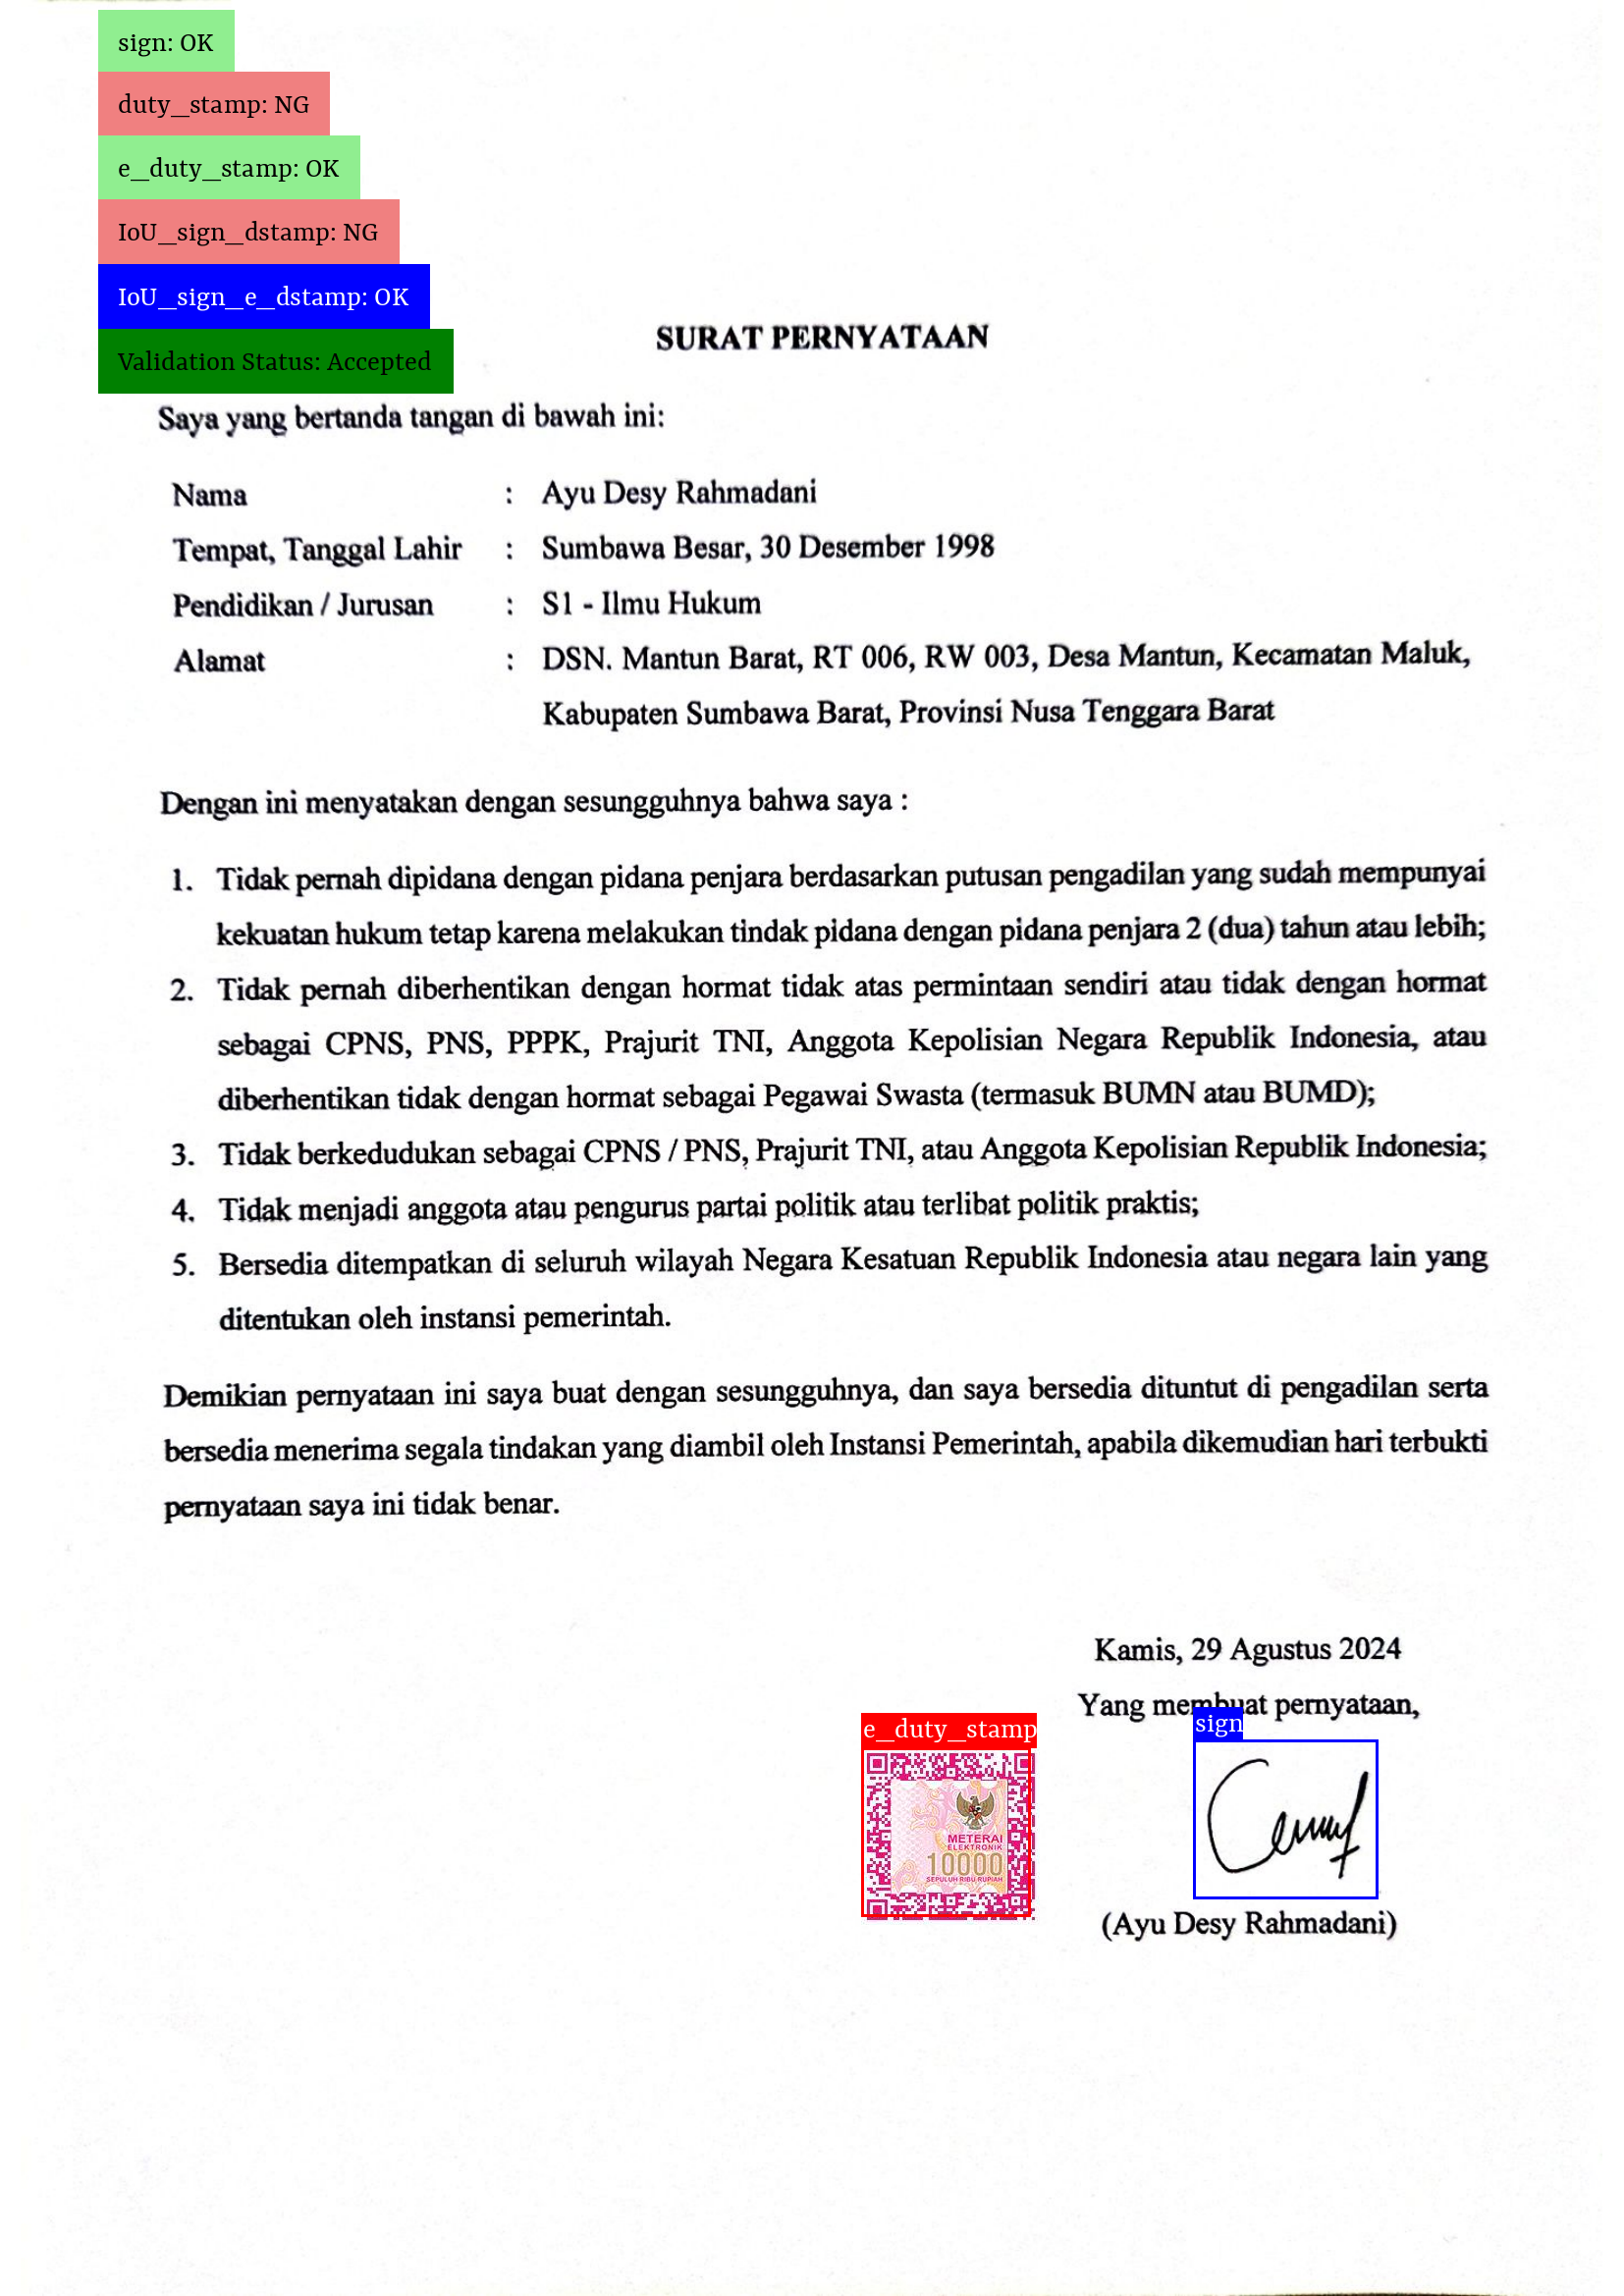 sign: OK
duty_stamp: NG
e_duty_stamp: OK
IoU_sign_dstamp: NG
IoU_sign_e_dstamp: OK
Validation Status: Accepted
SURAT PERNYATAAN
Saya yang bertanda tangan di bawah ini:
Nama : Ayu Desy Rahmadani
Tempat, Tanggal Lahir : Sumbawa Besar, 30 Desember 1998
Pendidikan / Jurusan : S1 - Ilmu Hukum
Alamat : DSN. Mantun Barat, RT 006, RW 003, Desa Mantun, Kecamatan Maluk,
Kabupaten Sumbawa Barat, Provinsi Nusa Tenggara Barat
Dengan ini menyatakan dengan sesungguhnya bahwa saya :
1. Tidak pernah dipidana dengan pidana penjara berdasarkan putusan pengadilan yang sudah mempunyai
kekuatan hukum tetap karena melakukan tindak pidana dengan pidana penjara 2 (dua) tahun atau lebih;
2. Tidak pernah diberhentikan dengan hormat tidak atas permintaan sendiri atau tidak dengan hormat
sebagai CPNS, PNS, PPPK, Prajurit TNI, Anggota Kepolisian Negara Republik Indonesia, atau
diberhentikan tidak dengan hormat sebagai Pegawai Swasta (termasuk BUMN atau BUMD);
3. Tidak berkedudukan sebagai CPNS / PNS, Prajurit TNI, atau Anggota Kepolisian Republik Indonesia;
4. Tidak menjadi anggota atau pengurus partai politik atau terlibat politik praktis;
5. Bersedia ditempatkan di seluruh wilayah Negara Kesatuan Republik Indonesia atau negara lain yang
ditentukan oleh instansi pemerintah.
Demikian pernyataan ini saya buat dengan sesungguhnya, dan saya bersedia dituntut di pengadilan serta
bersedia menerima segala tindakan yang diambil oleh Instansi Pemerintah, apabila dikemudian hari terbukti
pernyataan saya ini tidak benar.
Kamis, 29 Agustus 2024
Yang membuat pernyataan,
e_duty_stamp
sign
METERAI
ELEKTRONIK
10000
SEPULUH RIBU RUPIAH
(Ayu Desy Rahmadani)